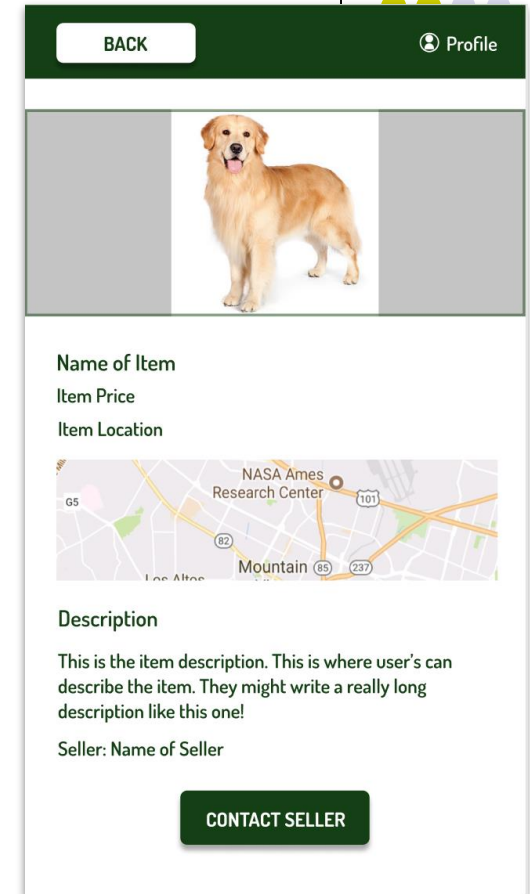 BACK
Profile
Name of Item
Item Price
Item Location
NASA Ames
Research Center
101
G5
82
Mountain
85
237
Los Altos
Description
This is the item description. This is where user's can
describe the item. They might write a really long
description like this one!
Seller: Name of Seller
CONTACT SELLER